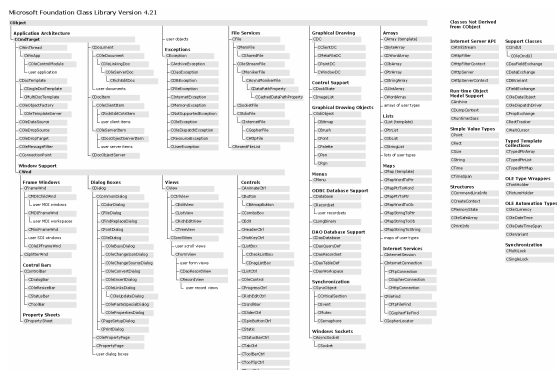 Microsoft Foundation Class Library Version 4.21
CObject
Application Architecture
CCmdTarget
CWinThread
CWinApp
COleControlModule
user application
CDocTemplate
CSingleDocTemplate
CMultiDocTemplate
COleObjectFactory
COleTemplateServer
COleDataSource
COleDropSource
COleDropTarget
COleMessageFilter
CConnectionPoint
CDocument
COleDocument
COleLinkingDoc
COleServerDoc
CRichEditDoc
user documents
CDocItem
COleClientItem
CRichEditCntrItem
user client items
COleServerItem
CDocObjectServerItem
user server items
CDocObjectServer
user objects
Exceptions
CException
CArchiveException
CDaoException
CDBException
CFileException
CInternetException
CMemoryException
CNotSupportedException
COleException
COleDispatchException
CResourceException
CUserException
File Services
CFile
CMemFile
CSharedFile
COleStreamFile
CMonikerFile
CAsyncMonikerFile
CDataPathProperty
CCachedDataPathProperty
CSocketFile
CStdioFile
CInternetFile
CGopherFile
CHttpFile
CRecentFileList
Window Support
CWnd
Frame Windows
CFrameWnd
CMDIChildWnd
user MDI windows
CMDIFrameWnd
user MDI workspaces
CMiniFrameWnd
user SDI windows
COleIPFrameWnd
CSplitterWnd
Control Bars
CControlBar
CDialogBar
COleResizeBar
CStatusBar
CToolBar
Property Sheets
CPropertySheet
Dialog Boxes
CDialog
CCommonDialog
CColorDialog
CFileDialog
CFindReplaceDialog
CFontDialog
COleDialog
COleBusyDialog
COleChangeIconDialog
COleChangeSourceDialog
COleConvertDialog
COleInsertDialog
COleLinksDialog
COleUpdateDialog
COlePasteSpecialDialog
COlePropertiesDialog
CPageSetupDialog
CPrintDialog
COlePropertyPage
CPropertyPage
user dialog boxes
Views
CView
CCtrlView
CEditView
CListView
CRichEditView
CTreeView
CScrollView
user scroll views
CFormView
user form views
CDaoRecordView
CRecordView
user record views
Controls
CAnimateCtrl
CButton
CBitmapButton
CComboBox
CEdit
CHeaderCtrl
CHotKeyCtrl
CListBox
CCheckListBox
CDragListBox
CListCtrl
COleControl
CProgressCtrl
CRichEditCtrl
CScrollBar
CSliderCtrl
CSpinButtonCtrl
CStatic
CStatusBarCtrl
CTabCtrl
CToolBarCtrl
CToolTipCtrl
Graphical Drawing
CDC
CClientDC
CMetaFileDC
CPaintDC
CWindowDC
Control Support
CDockState
CImageList
Graphical Drawing Objects
CGdiObject
CBitmap
CBrush
CFont
CPalette
CPen
CRgn
Menus
CMenu
ODBC Database Support
CDatabase
CRecordset
user recordsets
CLongBinary
DAO Database Support
CDaoDatabase
CDaoQueryDef
CDaoRecordset
CDaoTableDef
CDaoWorkspace
Synchronization
CSyncObject
CCriticalSection
CEvent
CMutex
CSemaphore
Windows Sockets
CAsyncSocket
CSocket
Arrays
CArray (template)
CByteArray
CDWordArray
CObArray
CPtrArray
CStringArray
CUIntArray
CWordArray
arrays of user types
Lists
CList (template)
CPtrList
CObList
CStringList
lists of user types
Maps
CMap (template)
CMapWordToPtr
CMapPtrToWord
CMapPtrToPtr
CMapWordToOb
CMapStringToPtr
CMapStringToOb
CMapStringToString
maps of user types
Internet Services
CInternetSession
CInternetConnection
CFtpConnection
CGopherConnection
CHttpConnection
CFileFind
CFtpFileFind
CGopherFileFind
CGopherLocator
Classes Not Derived
from CObject
Internet Server API
CHtmlStream
CHttpFilter
CHttpFilterContext
CHttpServer
CHttpServerContext
Run-time Object
Model Support
CArchive
CDumpContext
CRuntimeClass
Simple Value Types
CPoint
CRect
CSize
CString
CTime
CTimeSpan
Structures
CCommandLineInfo
CCreateContext
CMemoryState
COleSafeArray
CPrintInfo
Support Classes
CCmdUI
COleCmdUI
CDaoFieldExchange
CDataExchange
CDBVariant
CFieldExchange
COleDataObject
COleDispatchDriver
CPropExchange
CRectTracker
CWaitCursor
Typed Template
Collections
CTypedPtrArray
CTypedPtrList
CTypedPtrMap
OLE Type Wrappers
CFontHolder
CPictureHolder
OLE Automation Types
COleCurrency
COleDateTime
COleDateTimeSpan
COleVariant
Synchronization
CMultiLock
CSingleLock